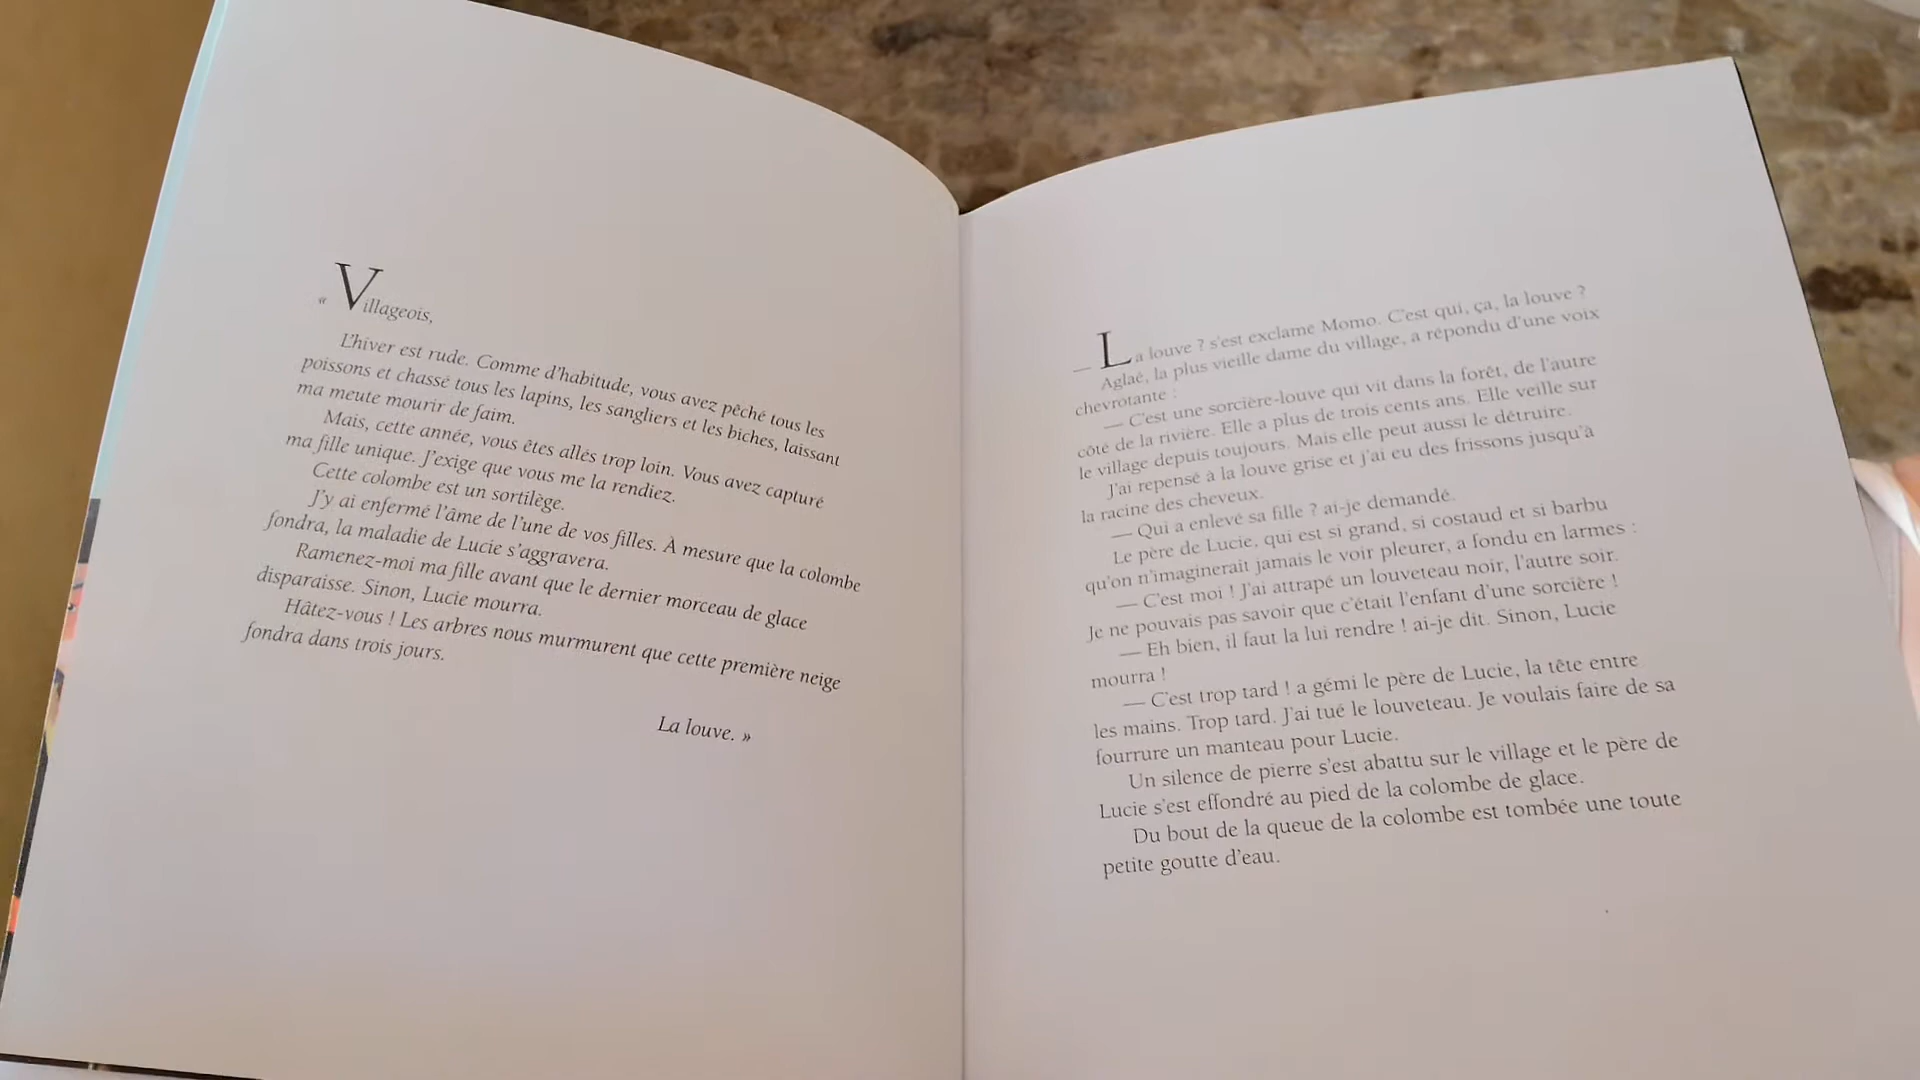 « Villageois,
L'hiver est rude. Comme d'habitude, vous avez pêché tous les
poissons et chassé tous les lapins, les sangliers et les biches, laissant
ma meute mourir de faim.
Mais, cette année, vous êtes allés trop loin. Vous avez capturé
ma fille unique. J'exige que vous me la rendiez.
Cette colombe est un sortilège.
J'y ai enfermé l'âme de l'une de vos filles. À mesure que la colombe
fondra, la maladie de Lucie s'aggravera.
Ramenez-moi ma fille avant que le dernier morceau de glace
disparaisse. Sinon, Lucie mourra.
Hâtez-vous ! Les arbres nous murmurent que cette première neige
fondra dans trois jours.
La louve. »
— La louve ? s'est exclamé Momo. C'est qui, ça, la louve ?
Aglaé, la plus vieille dame du village, a répondu d'une voix
chevrotante :
— C'est une sorcière-louve qui vit dans la forêt, de l'autre
côté de la rivière. Elle a plus de trois cents ans. Elle veille sur
le village depuis toujours. Mais elle peut aussi le détruire.
J'ai repensé à la louve grise et j'ai eu des frissons jusqu'à
la racine des cheveux.
— Qui a enlevé sa fille ? ai-je demandé.
Le père de Lucie, qui est si grand, si costaud et si barbu
qu'on n'imaginerait jamais le voir pleurer, a fondu en larmes :
— C'est moi ! J'ai attrapé un louveteau noir, l'autre soir.
Je ne pouvais pas savoir que c'était l'enfant d'une sorcière !
— Eh bien, il faut la lui rendre ! ai-je dit. Sinon, Lucie
mourra !
— C'est trop tard ! a gémi le père de Lucie, la tête entre
les mains. Trop tard. J'ai tué le louveteau. Je voulais faire de sa
fourrure un manteau pour Lucie.
Un silence de pierre s'est abattu sur le village et le père de
Lucie s'est effondré au pied de la colombe de glace.
Du bout de la queue de la colombe est tombée une toute
petite goutte d'eau.